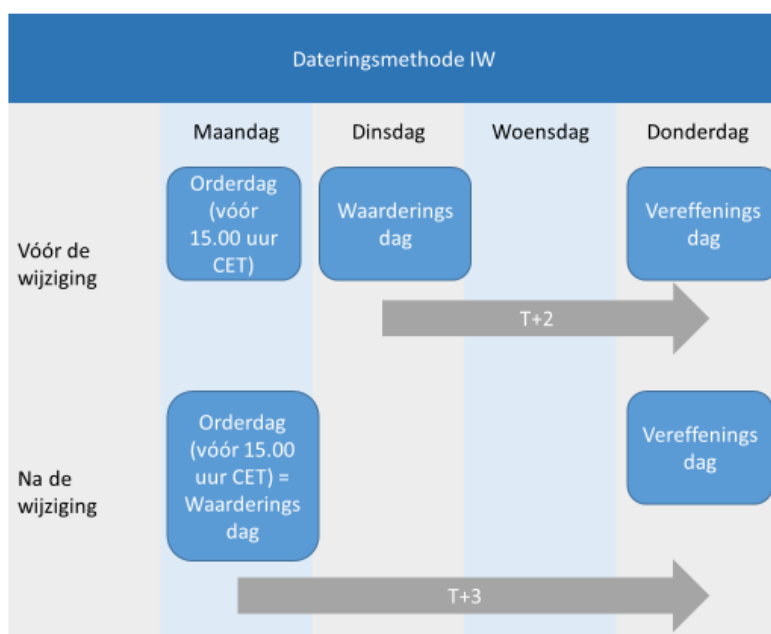 Dateringsmethode IW
Maandag
Dinsdag
Woensdag
Donderdag
Vóór de
wijziging
Orderdag
(vóór
15.00 uur
CET)
Waarderings
dag
Vereffenings
dag
T+2
Na de
wijziging
Orderdag
(vóór 15.00
uur CET) =
Waarderings
dag
Vereffenings
dag
T+3